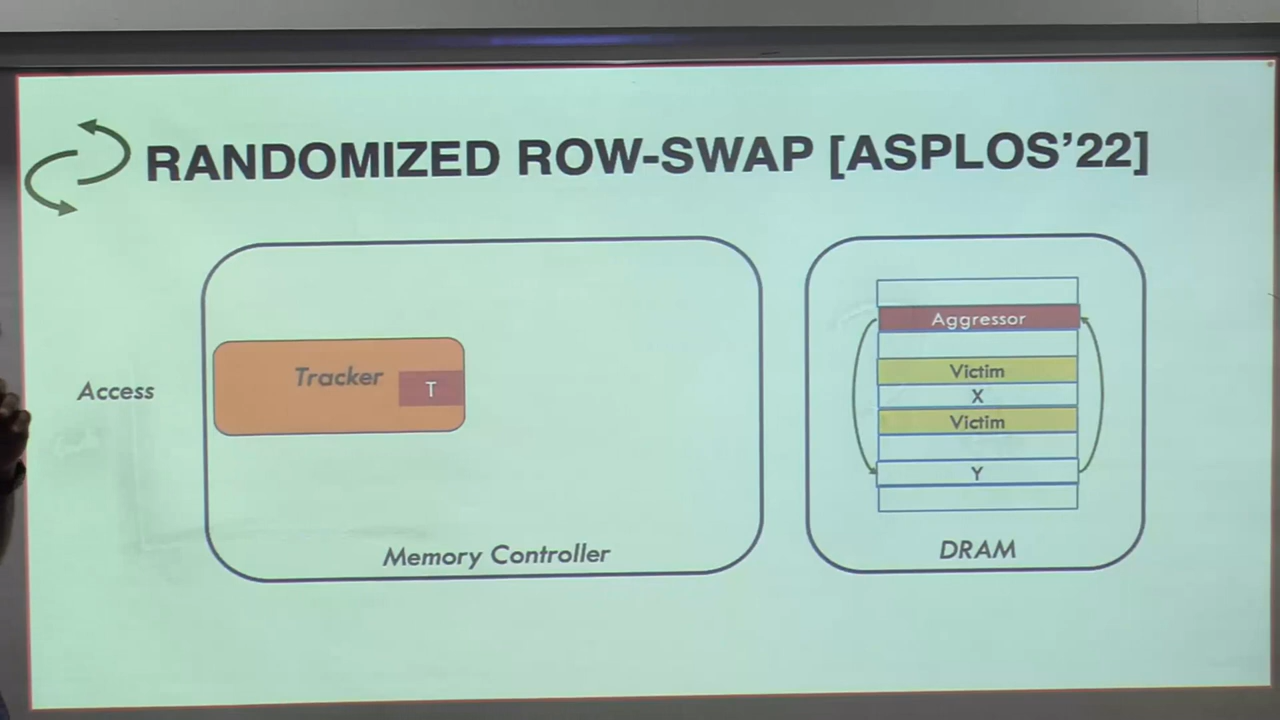 RANDOMIZED ROW-SWAP [ASPLOS'22]
Access
Tracker
T
Memory Controller
Aggressor
Victim
X
Victim
Y
DRAM